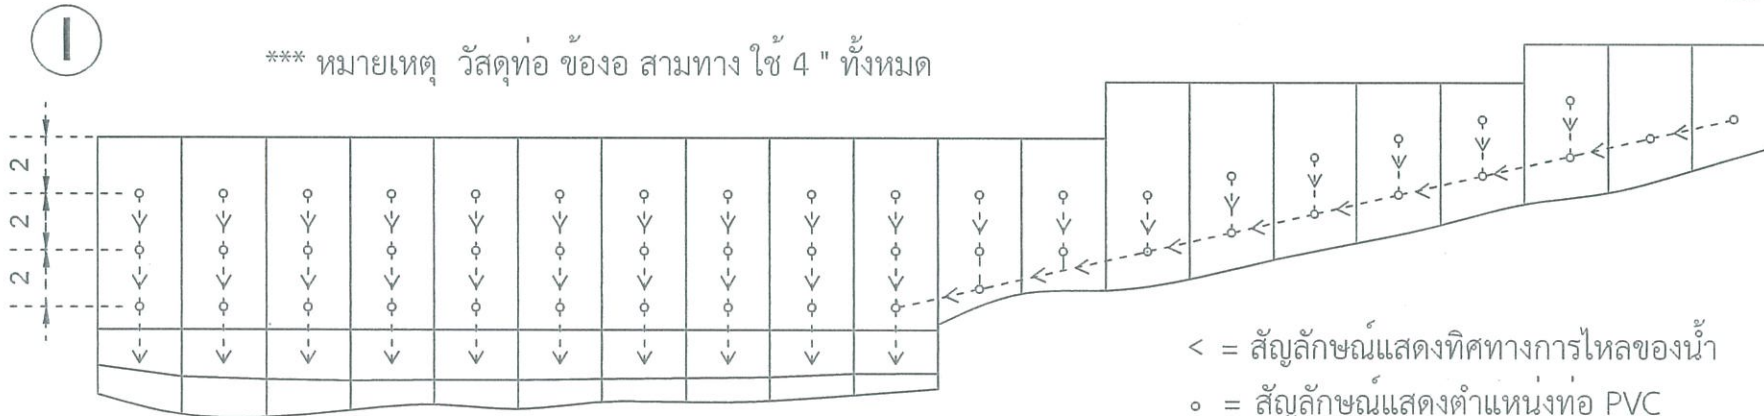 1
*** หมายเหตุ วัสดุท่อ ข้องอ สามทาง ใช้ 4 " ทั้งหมด
2
2
2
< = สัญลักษณ์แสดงทิศทางการไหลของน้ำ
∘ = สัญลักษณ์แสดงตำแหน่งท่อ PVC